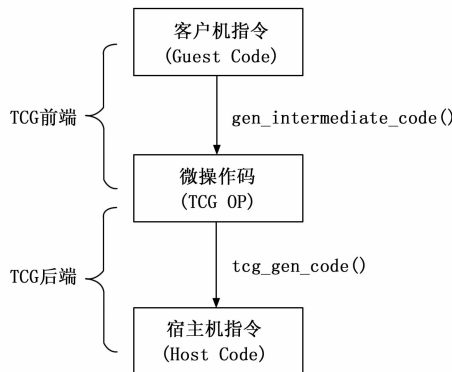 客户机指令
(Guest Code)
TCG前端
gen_intermediate_code()
微操作码
(TCG OP)
TCG后端
tcg_gen_code()
宿主机指令
(Host Code)